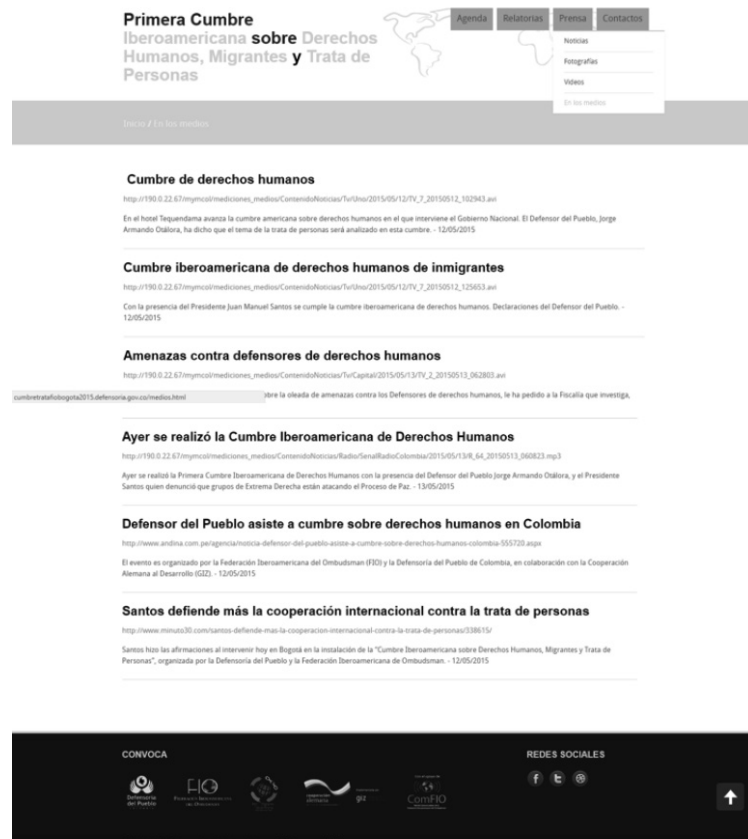 Primera Cumbre
Iberoamericana sobre Derechos
Humanos, Migrantes y Trata de
Personas
Agenda Relatorias Prensa Contactos
Noticias
Fotografías
Videos
En los medios
Inicio / En los medios
Cumbre de derechos humanos
http://190.0.22.67/mymcol/mediciones_medios/ContenidoNoticias/Tv/Uno/2015/05/12/TV_7_20150512_102943.avi
En el hotel Tequendama avanza la cumbre americana sobre derechos humanos en el que interviene el Gobierno Nacional. El Defensor del Pueblo, Jorge
Armando Otálora, ha dicho que el tema de la trata de personas será analizado en esta cumbre. - 12/05/2015
Cumbre iberoamericana de derechos humanos de inmigrantes
http://190.0.22.67/mymcol/mediciones_medios/ContenidoNoticias/Tv/Uno/2015/05/12/TV_7_20150512_125653.avi
Con la presencia del Presidente Juan Manuel Santos se cumple la cumbre iberoamericana de derechos humanos. Declaraciones del Defensor del Pueblo. -
12/05/2015
Amenazas contra defensores de derechos humanos
http://190.0.22.67/mymcol/mediciones_medios/ContenidoNoticias/Tv/Capital/2015/05/13/TV_2_20150513_062803.avi
cumbretratafiobogota2015.defensoria.gov.co/medios.html
bre la oleada de amenazas contra los Defensores de derechos humanos, le ha pedido a la Fiscalía que investiga,
Ayer se realizó la Cumbre Iberoamericana de Derechos Humanos
http://190.0.22.67/mymcol/mediciones_medios/ContenidoNoticias/Radio/SenalRadioColombia/2015/05/13/R_64_20150513_060823.mp3
Ayer se realizó la Primera Cumbre Iberoamericana de Derechos Humanos con la presencia del Defensor del Pueblo Jorge Armando Otálora, y el Presidente
Santos quien denunció que grupos de Extrema Derecha están atacando el Proceso de Paz. - 13/05/2015
Defensor del Pueblo asiste a cumbre sobre derechos humanos en Colombia
http://www.andina.com.pe/agencia/noticia-defensor-del-pueblo-asiste-a-cumbre-sobre-derechos-humanos-colombia-555720.aspx
El evento es organizado por la Federación Iberoamericana del Ombudsman (FIO) y la Defensoría del Pueblo de Colombia, en colaboración con la Cooperación
Alemana al Desarrollo (GIZ). - 12/05/2015
Santos defiende más la cooperación internacional contra la trata de personas
http://www.minuto30.com/santos-defiende-mas-la-cooperacion-internacional-contra-la-trata-de-personas/338615/
Santos hizo las afirmaciones al intervenir hoy en Bogotá en la instalación de la "Cumbre Iberoamericana sobre Derechos Humanos, Migrantes y Trata de
Personas", organizada por la Defensoría del Pueblo y la Federación Iberoamericana de Ombudsman. - 12/05/2015
CONVOCA
REDES SOCIALES
Defensoría
del Pueblo
FIO
giz
ComFIO